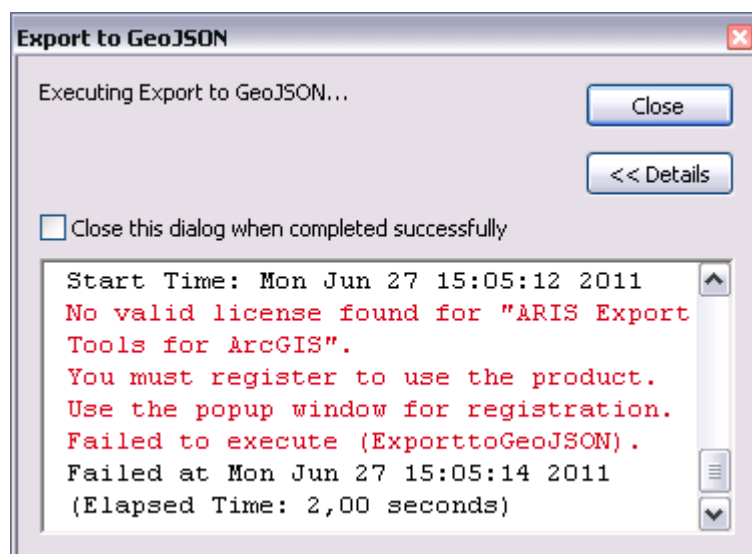 Export to GeoJSON
Executing Export to GeoJSON...
Close
<< Details
Close this dialog when completed successfully
Start Time: Mon Jun 27 15:05:12 2011
No valid license found for "ARIS Export
Tools for ArcGIS".
You must register to use the product.
Use the popup window for registration.
Failed to execute (ExporttoGeoJSON).
Failed at Mon Jun 27 15:05:14 2011
(Elapsed Time: 2,00 seconds)